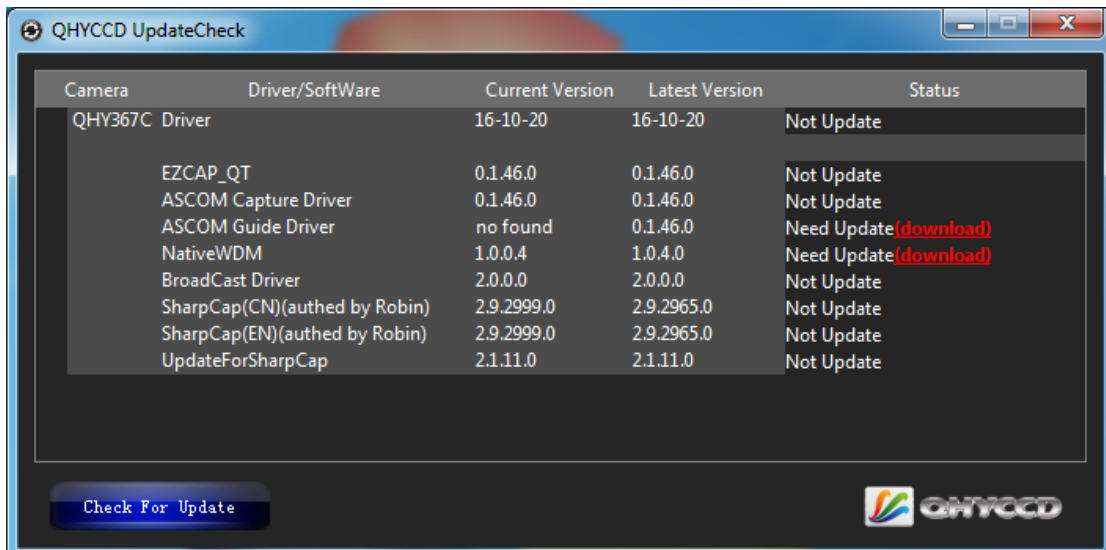 QHYCCD UpdateCheck
Camera Driver/SoftWare Current Version Latest Version Status
QHY367C Driver 16-10-20 16-10-20 Not Update
EZCAP_QT 0.1.46.0 0.1.46.0 Not Update
ASCOM Capture Driver 0.1.46.0 0.1.46.0 Not Update
ASCOM Guide Driver no found 0.1.46.0 Need Update(download)
NativeWDM 1.0.0.4 1.0.4.0 Need Update(download)
BroadCast Driver 2.0.0.0 2.0.0.0 Not Update
SharpCap(CN)(authed by Robin) 2.9.2999.0 2.9.2965.0 Not Update
SharpCap(EN)(authed by Robin) 2.9.2999.0 2.9.2965.0 Not Update
UpdateForSharpCap 2.1.11.0 2.1.11.0 Not Update
Check For Update QHYCCD